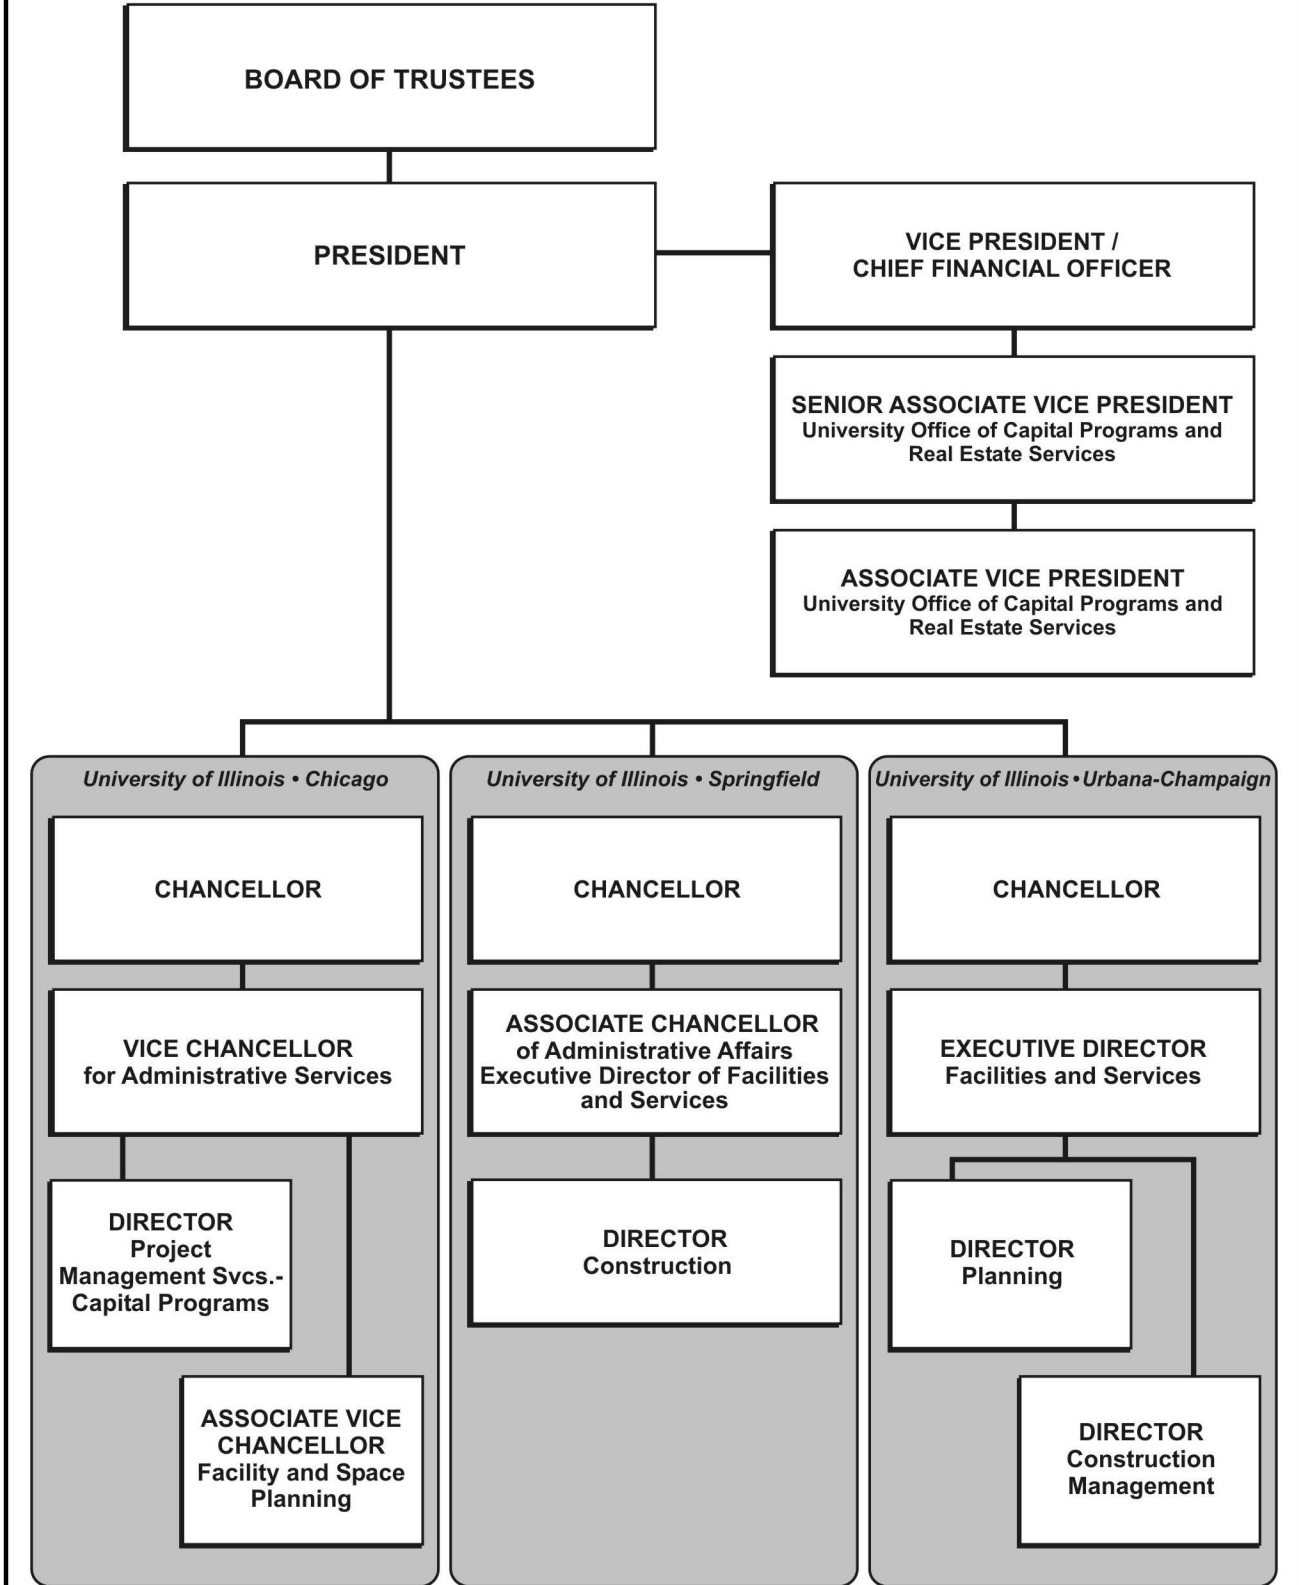 BOARD OF TRUSTEES
PRESIDENT
VICE PRESIDENT /
CHIEF FINANCIAL OFFICER
SENIOR ASSOCIATE VICE PRESIDENT
University Office of Capital Programs and
Real Estate Services
ASSOCIATE VICE PRESIDENT
University Office of Capital Programs and
Real Estate Services
University of Illinois • Chicago
CHANCELLOR
VICE CHANCELLOR
for Administrative Services
DIRECTOR
Project
Management Svcs.-
Capital Programs
ASSOCIATE VICE
CHANCELLOR
Facility and Space
Planning
University of Illinois • Springfield
CHANCELLOR
ASSOCIATE CHANCELLOR
of Administrative Affairs
Executive Director of Facilities
and Services
DIRECTOR
Construction
University of Illinois • Urbana-Champaign
CHANCELLOR
EXECUTIVE DIRECTOR
Facilities and Services
DIRECTOR
Planning
DIRECTOR
Construction
Management